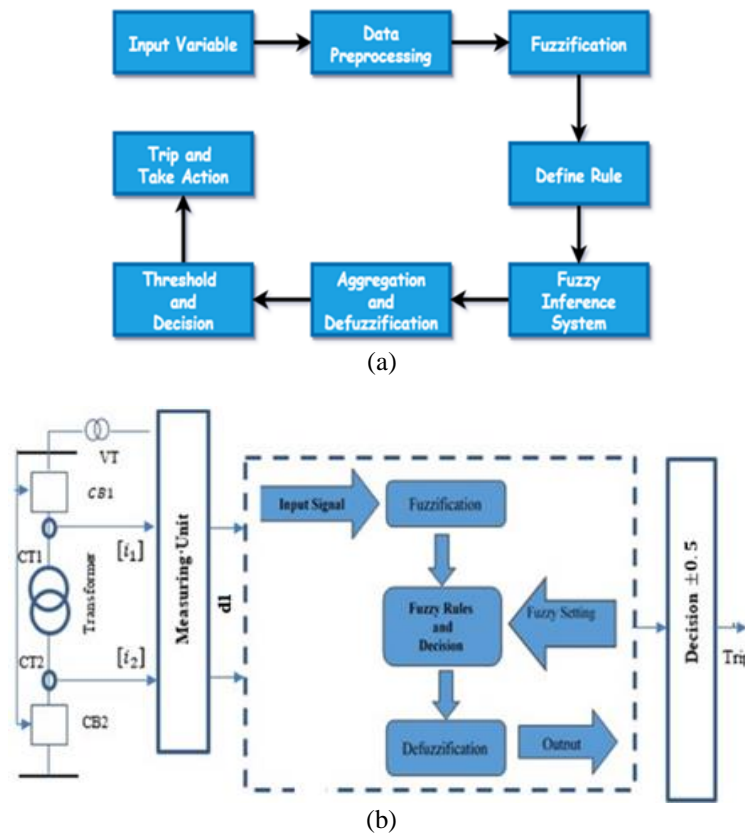 Input Variable
Data
Preprocessing
Fuzzification
Trip and
Take Action
Define Rule
Threshold
and
Decision
Aggregation
and
Defuzzification
Fuzzy
Inference
System
(a)
VT
CB1
CT1
[i₁]
Transformer
CT2
[i₂]
CB2
Measuring·Unit
dI
Input Signal
Fuzzification
Fuzzy Rules
and
Decision
Fuzzy Setting
Defuzzification
Output
Decision ±0.5
Trip
(b)